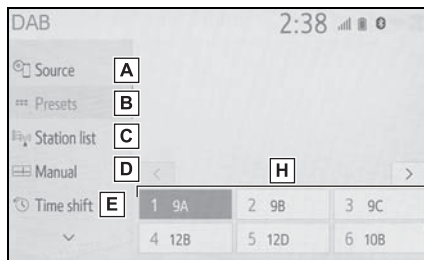 DAB 2:38
Source A
Presets B
Station list C
Manual D < H >
Time shift E 1 9A 2 9B 3 9C
4 12B 5 12D 6 10B